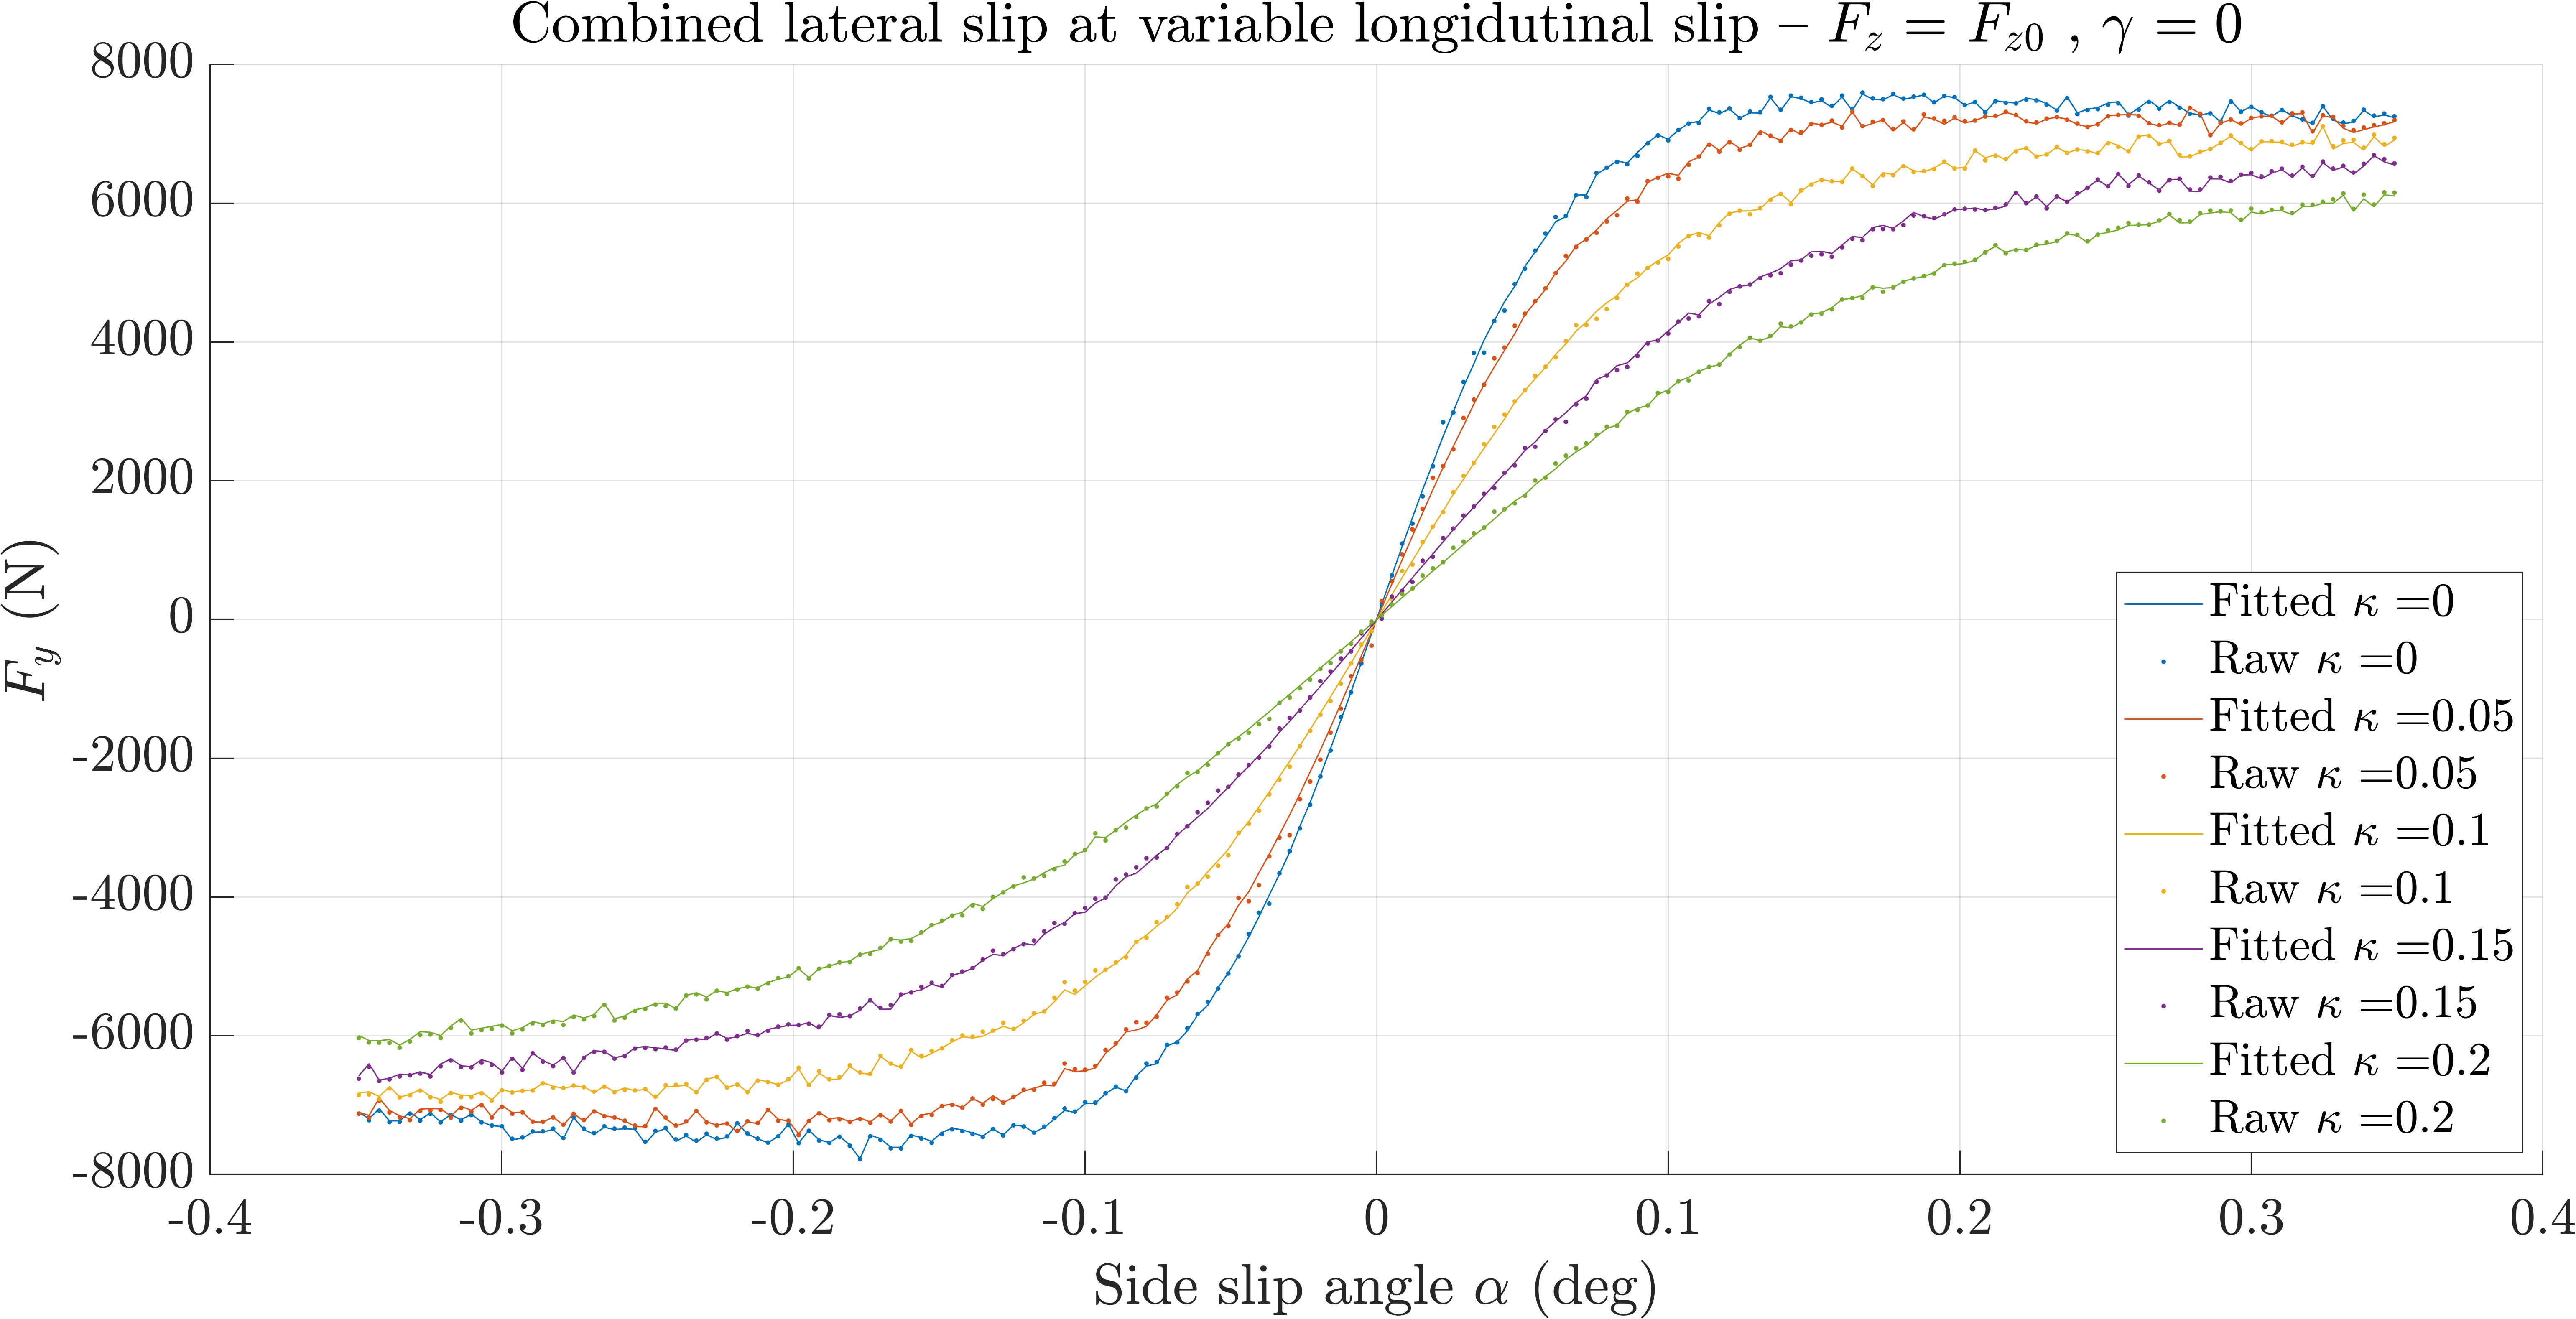 Combined lateral slip at variable longidutinal slip – F_z = F_{z0} , γ = 0
8000
6000
4000
2000
0
-2000
-4000
-6000
-8000
F_y (N)
-0.4 -0.3 -0.2 -0.1 0 0.1 0.2 0.3 0.4
Side slip angle α (deg)
Fitted κ =0
Raw κ =0
Fitted κ =0.05
Raw κ =0.05
Fitted κ =0.1
Raw κ =0.1
Fitted κ =0.15
Raw κ =0.15
Fitted κ =0.2
Raw κ =0.2